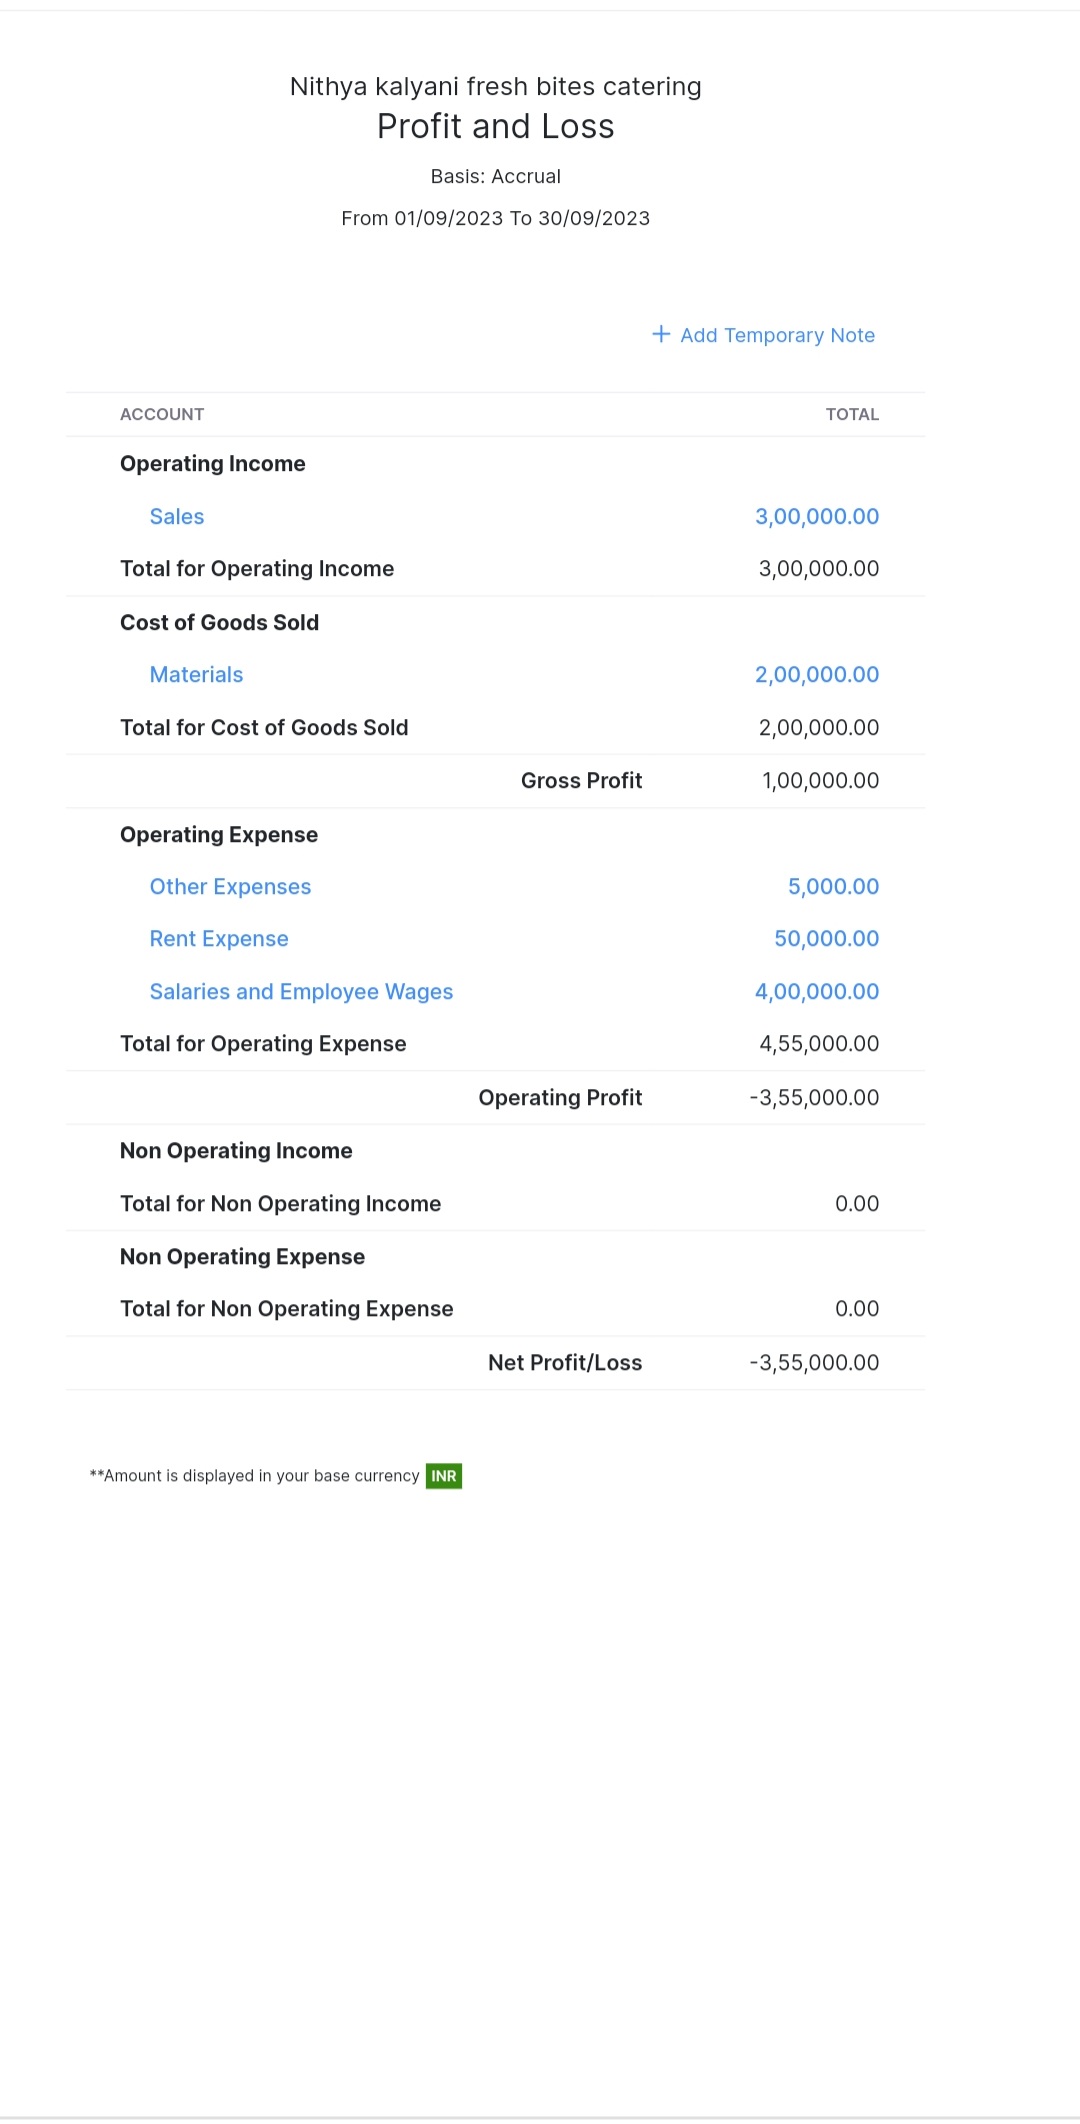 Nithya kalyani fresh bites catering
Profit and Loss
Basis: Accrual
From 01/09/2023 To 30/09/2023
+ Add Temporary Note
ACCOUNT TOTAL
Operating Income
Sales 3,00,000.00
Total for Operating Income 3,00,000.00
Cost of Goods Sold
Materials 2,00,000.00
Total for Cost of Goods Sold 2,00,000.00
Gross Profit 1,00,000.00
Operating Expense
Other Expenses 5,000.00
Rent Expense 50,000.00
Salaries and Employee Wages 4,00,000.00
Total for Operating Expense 4,55,000.00
Operating Profit -3,55,000.00
Non Operating Income
Total for Non Operating Income 0.00
Non Operating Expense
Total for Non Operating Expense 0.00
Net Profit/Loss -3,55,000.00
**Amount is displayed in your base currency INR